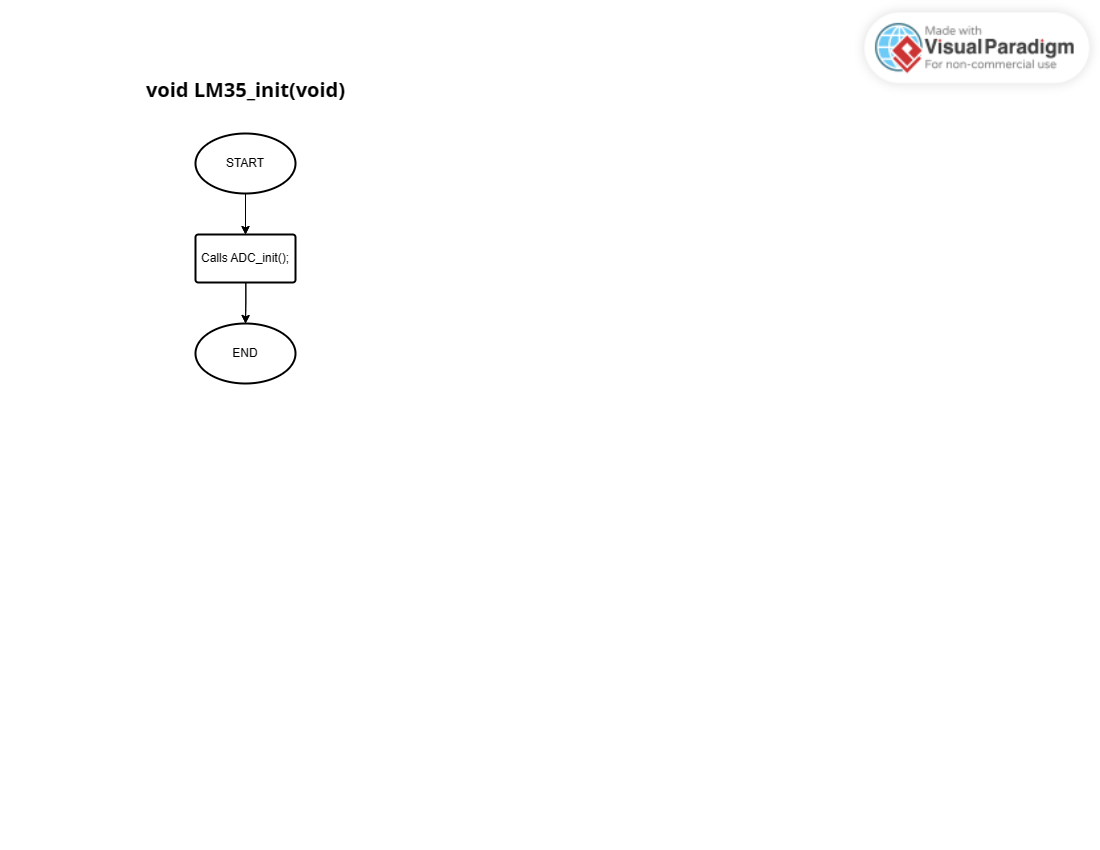 Made with
Visual Paradigm
For non-commercial use
void LM35_init(void)
START
Calls ADC_init();
END